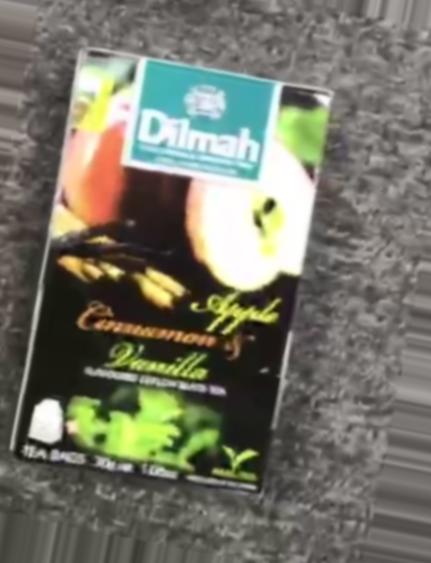 Dilmah
Apple
Cinnamon &
Vanilla
FLAVOURED CEYLON BLACK TEA
TEA BAGS